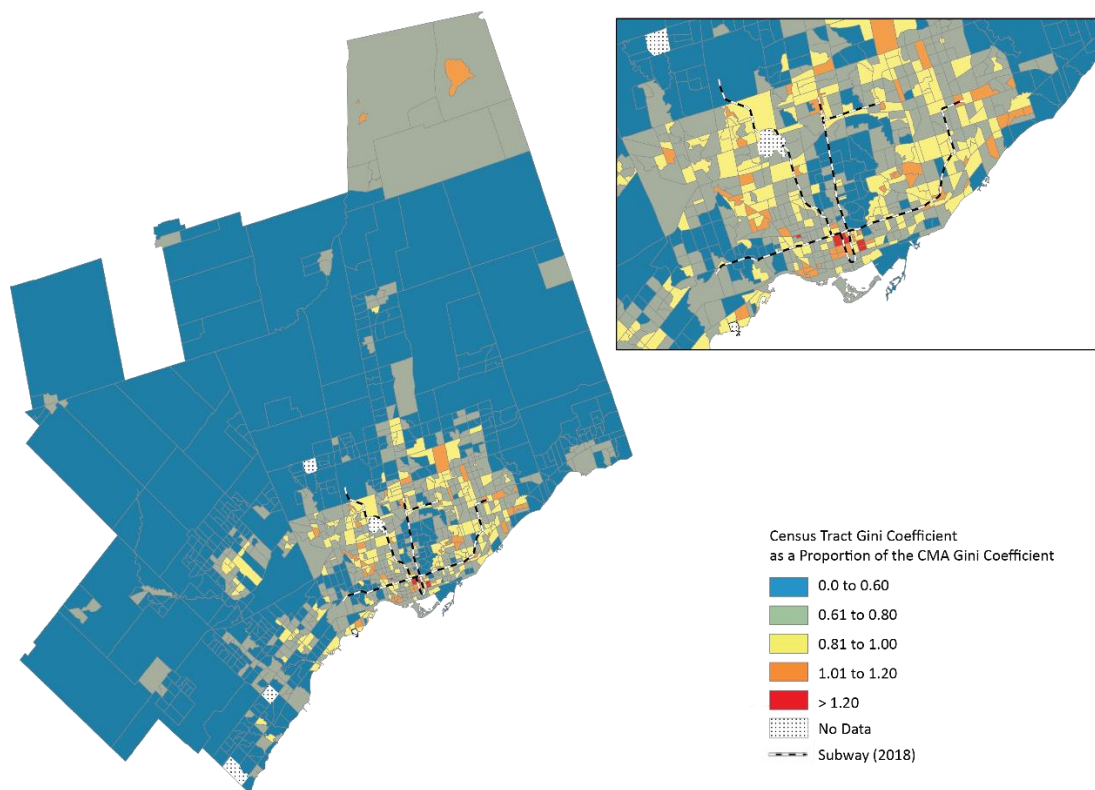 Census Tract Gini Coefficient
as a Proportion of the CMA Gini Coefficient
0.0 to 0.60
0.61 to 0.80
0.81 to 1.00
1.01 to 1.20
> 1.20
No Data
Subway (2018)